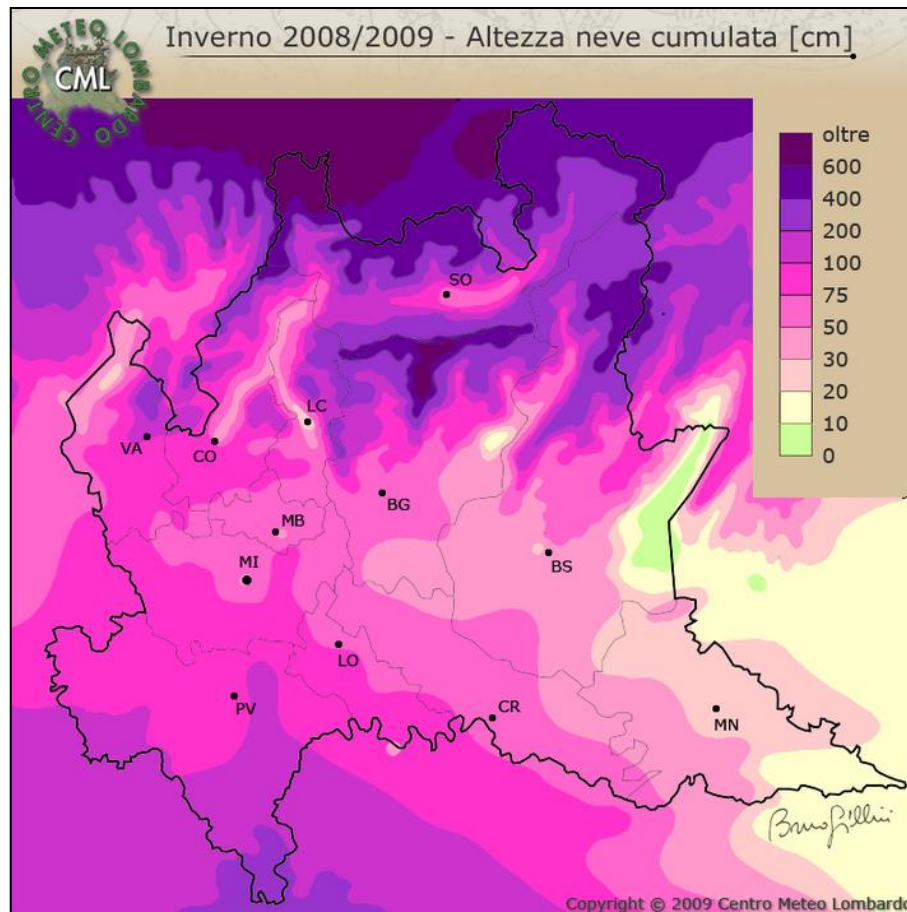 CENTRO METEO LOMBARDO
CML
Inverno 2008/2009 - Altezza neve cumulata [cm]
oltre
600
400
200
100
75
50
30
20
10
0
SO
LC
VA
CO
BG
MB
MI
BS
LO
PV
CR
MN
Copyright © 2009 Centro Meteo Lombardo